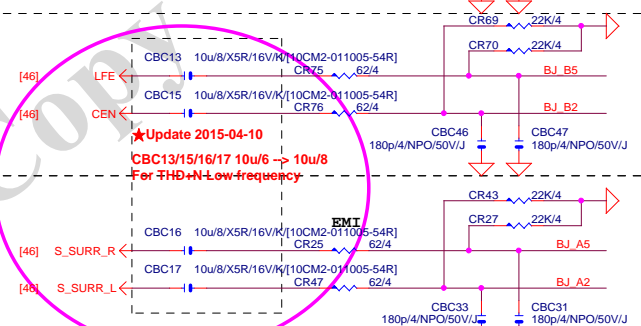 CR69 22K/4
CR70 22K/4
CBC13 10u/8/X5R/16V/K/[10CM2-011005-54R]
[46] LFE CR75 62/4 BJ_B5
CBC15 10u/8/X5R/16V/K/[10CM2-011005-54R]
[46] CEN CR76 62/4 BJ_B2
★Update 2015-04-10
CBC46 CBC47
180p/4/NPO/50V/J 180p/4/NPO/50V/J
CBC13/15/16/17 10u/6 --> 10u/8
For THD+N Low frequency
CR43 22K/4
EMI CR27 22K/4
CBC16 10u/8/X5R/16V/K/[10CM2-011005-54R]
[46] S_SURR_R CR25 62/4 BJ_A5
CBC17 10u/8/X5R/16V/K/[10CM2-011005-54R]
[46] S_SURR_L CR47 62/4 BJ_A2
CBC33 CBC31
180p/4/NPO/50V/J 180p/4/NPO/50V/J
Copy